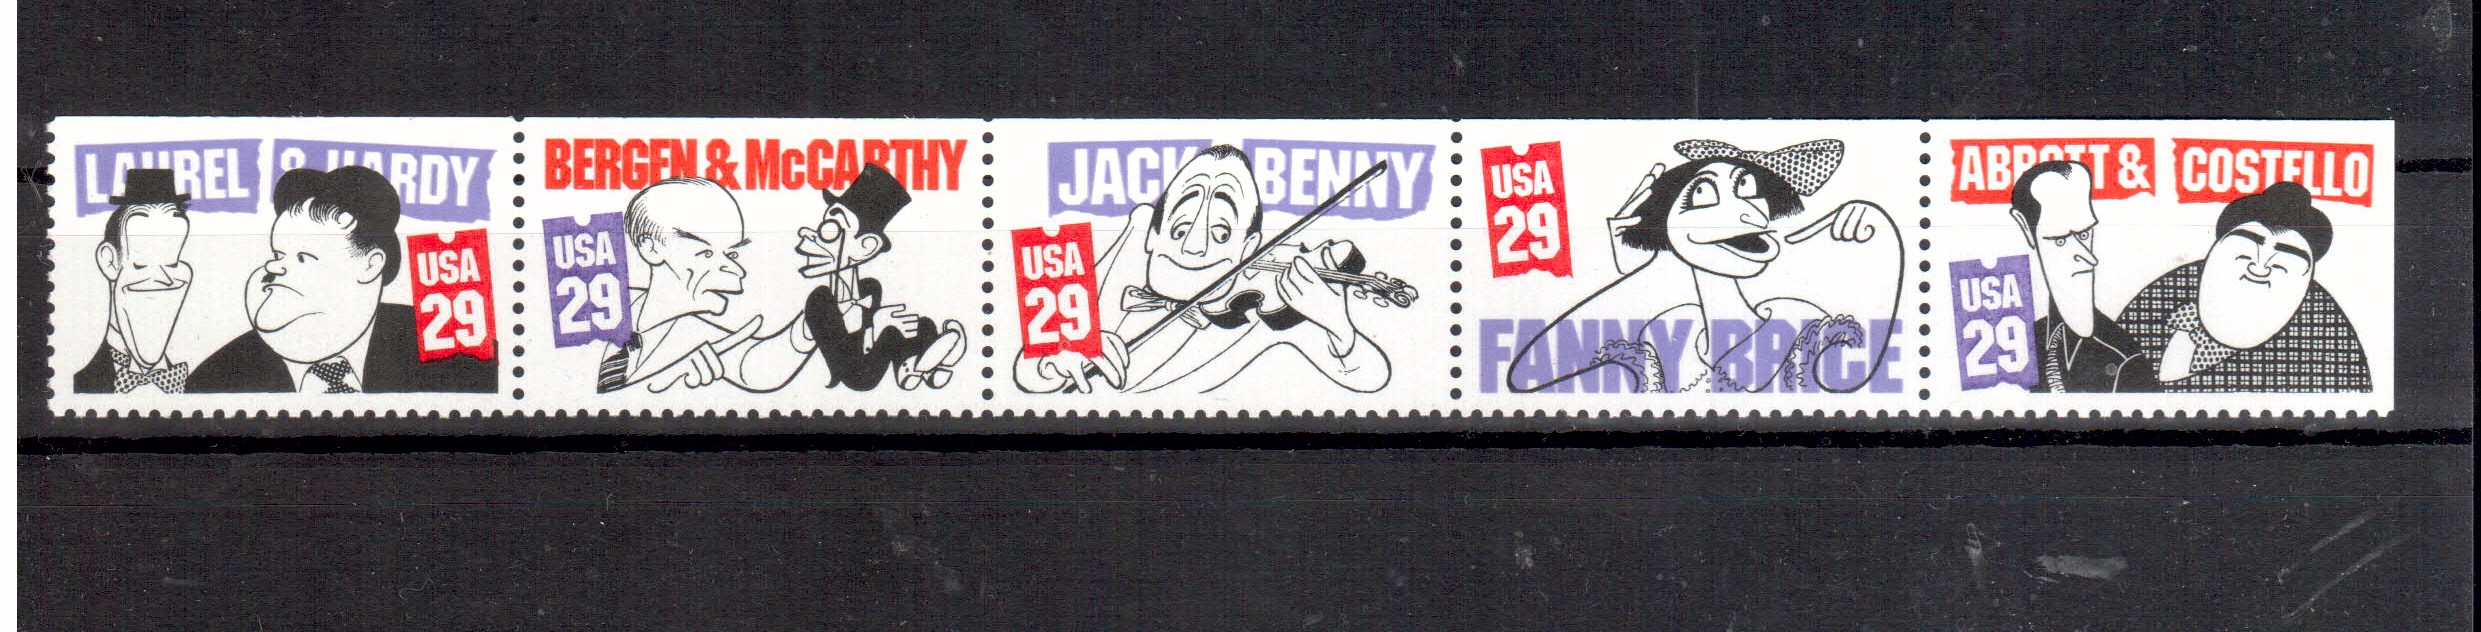 LAUREL & HARDY
USA
29
BERGEN & McCARTHY
USA
29
JACK BENNY
USA
29
USA
29
FANNY BRICE
ABBOTT & COSTELLO
USA
29